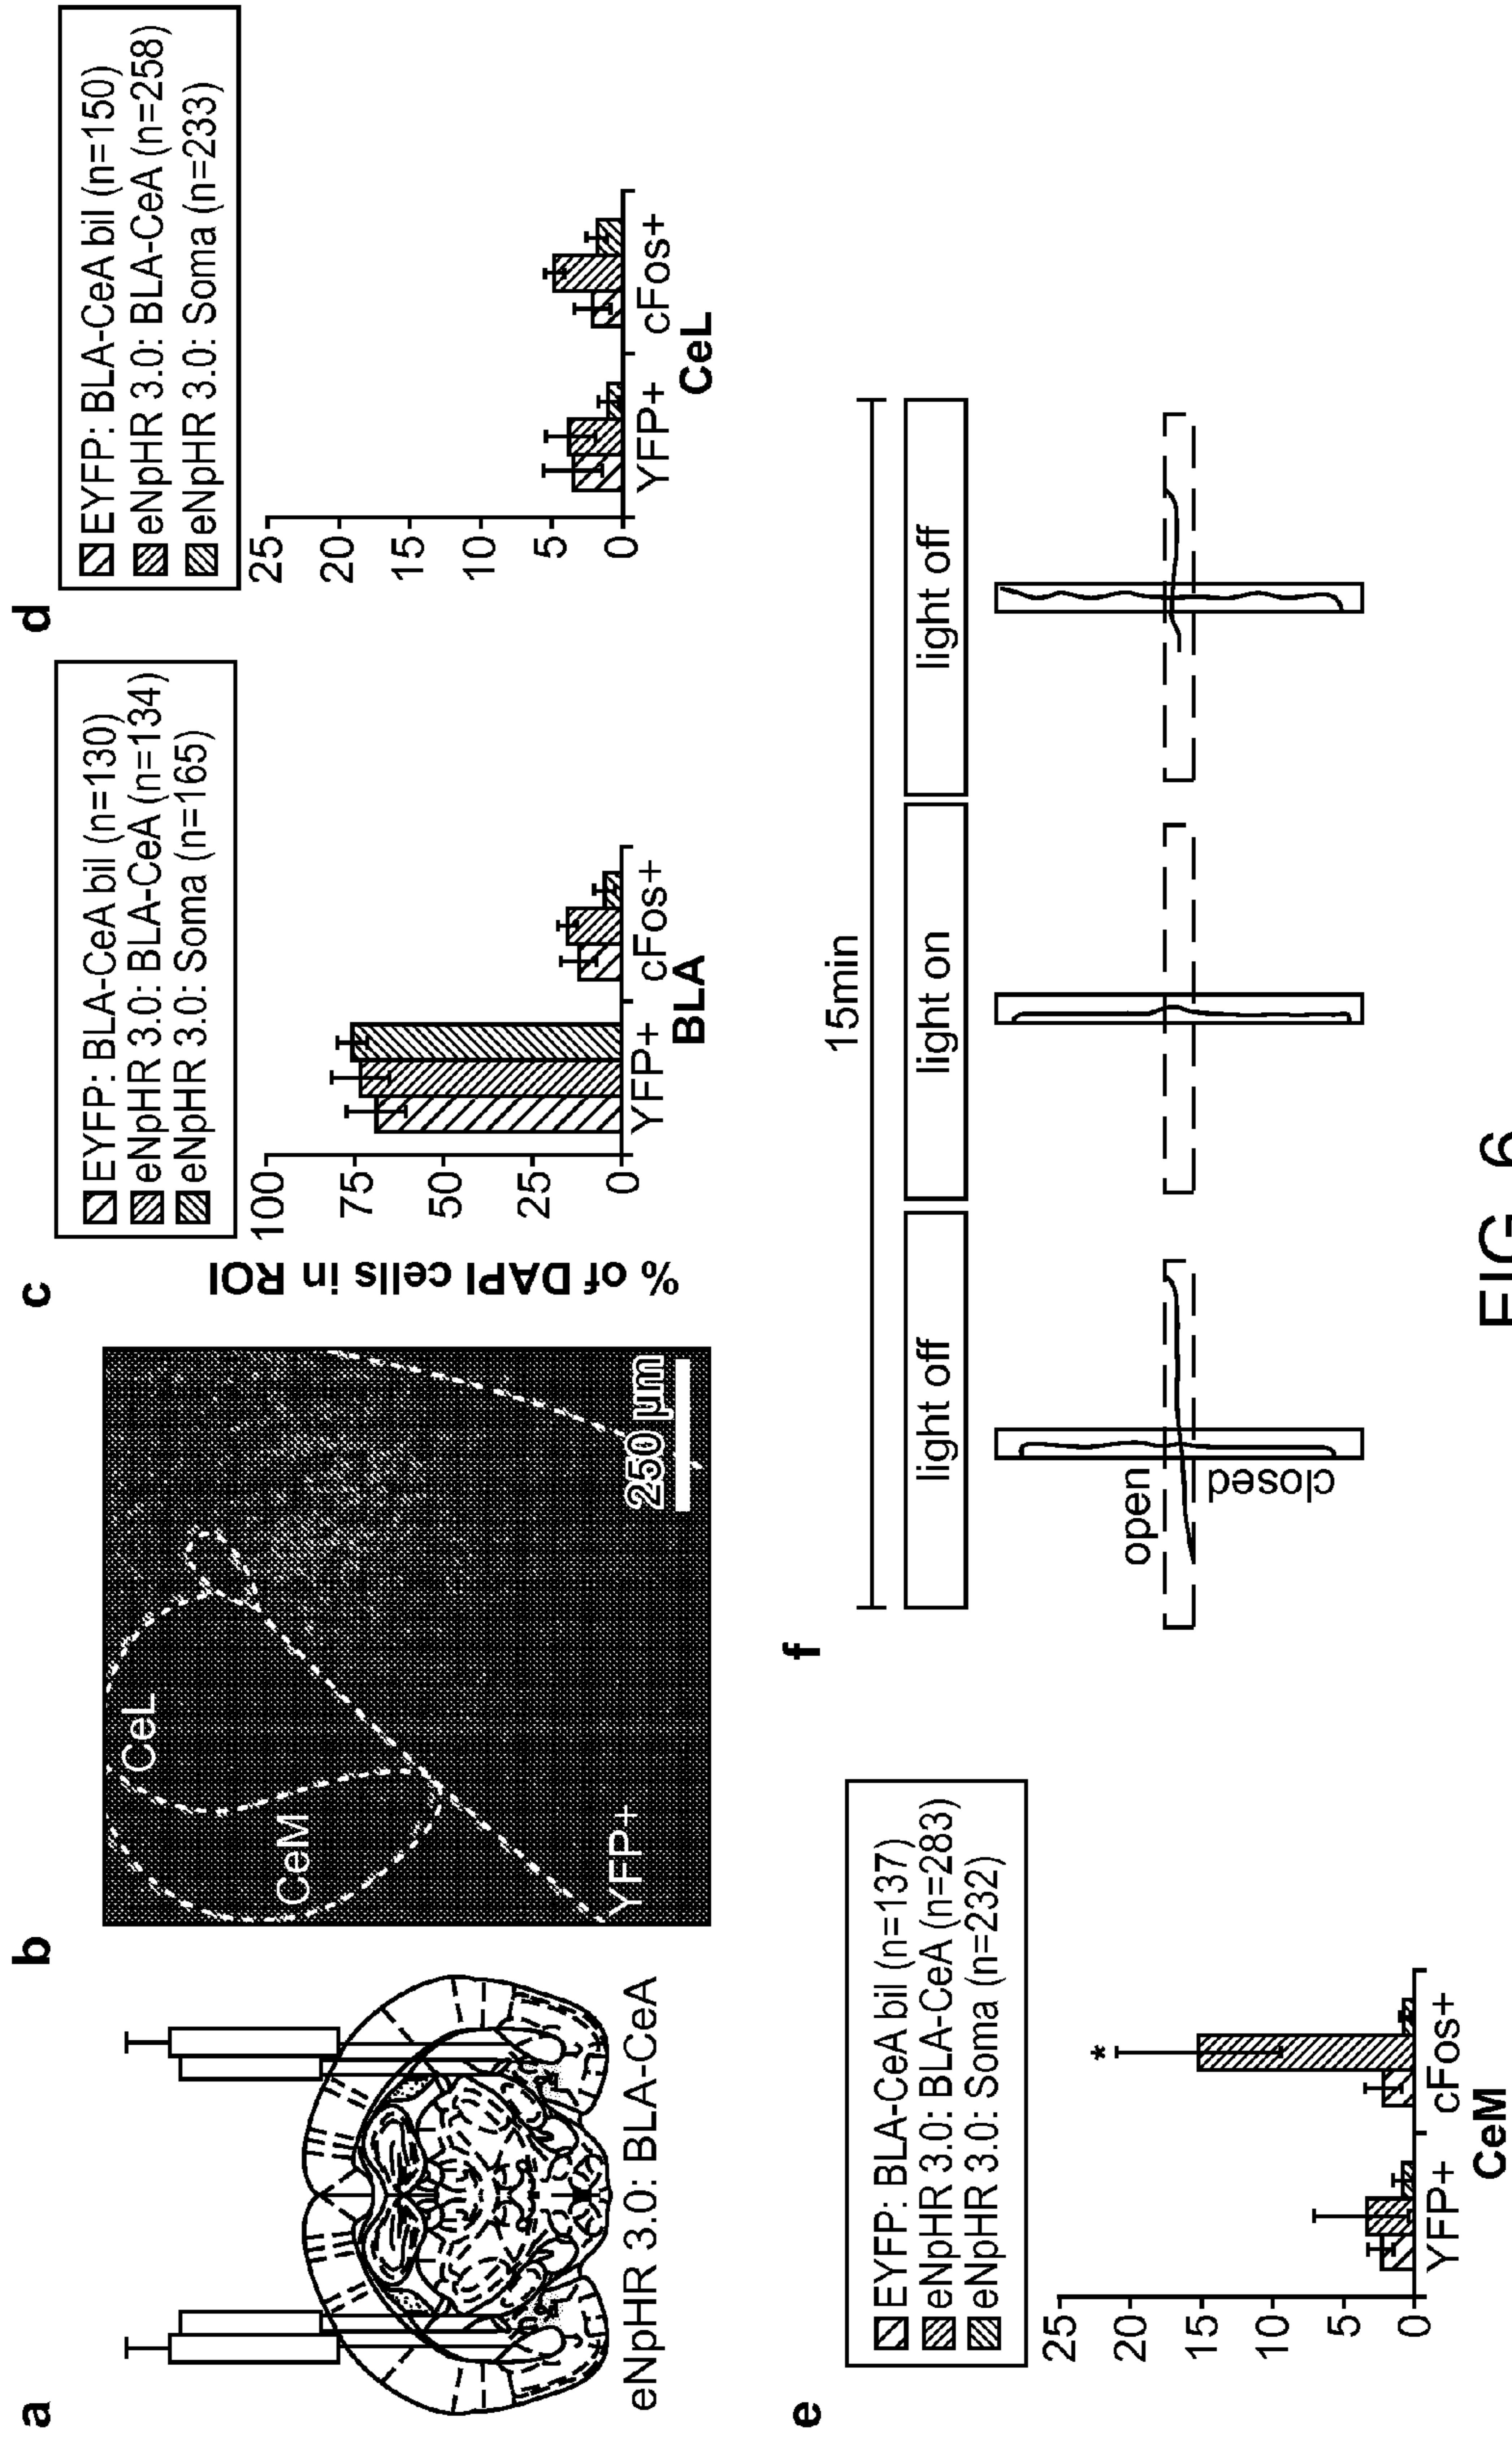 a
eNpHR 3.0: BLA-CeA
b
CeL
CeM
YFP+
250 μm
c
EYFP: BLA-CeA bil (n=130)
eNpHR 3.0: BLA-CeA (n=134)
eNpHR 3.0: Soma (n=165)
% of DAPI cells in ROI
100
75
50
25
0
YFP+
cFos+
BLA
d
EYFP: BLA-CeA bil (n=150)
eNpHR 3.0: BLA-CeA (n=258)
eNpHR 3.0: Soma (n=233)
25
20
15
10
5
0
YFP+
cFos+
CeL
e
EYFP: BLA-CeA bil (n=137)
eNpHR 3.0: BLA-CeA (n=283)
eNpHR 3.0: Soma (n=232)
25
20
15
10
5
0
*
YFP+
cFos+
CeM
f
15min
light off
light on
light off
open
closed
FIG. 6